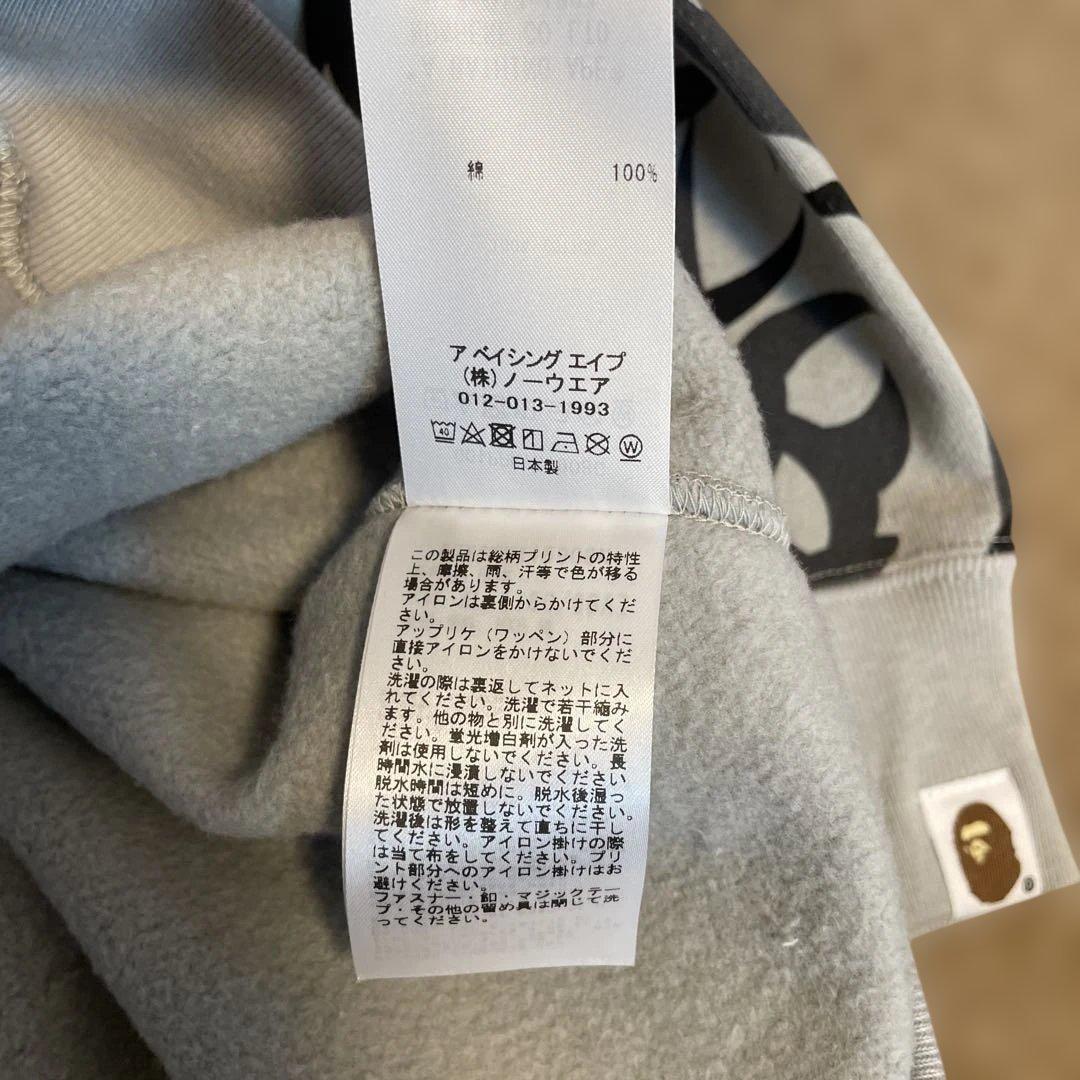 綿 100%
ア ベイシング エイプ
(株)ノーウエア
012-013-1993
40 W
日本製
この製品は総柄プリントの特性
上、摩擦、雨、汗等で色が移る
場合があります。
アイロンは裏側からかけてくだ
さい。
アップリケ（ワッペン）部分に
直接アイロンをかけないでくだ
さい。
洗濯の際は裏返してネットに入
れてください。洗濯で若干縮み
ます。他の物と別に洗濯してく
ださい。蛍光増白剤が入った洗
剤は使用しないでください。長
時間水に浸漬しないでください
脱水時間は短めに。脱水後湿っ
た状態で放置しないでください。
洗濯後は形を整えて直ちに干し
てください。アイロン掛けの際
は当て布をしてください。プリ
ント部分へのアイロン掛けはお
避けください。
ファスナー・釦・マジックテー
プ・その他の留め具は閉じて洗
ってください。